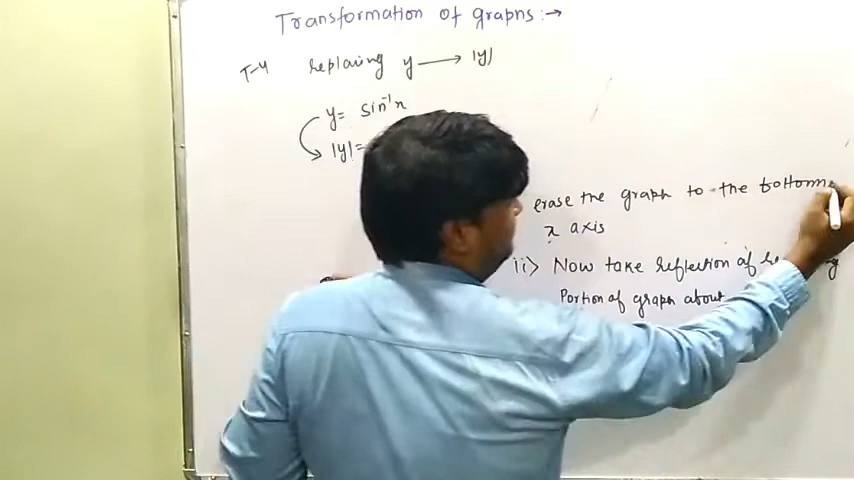 Transformation of graphs:→
T-4 replacing y → |y|
y = sin⁻¹x
|y| =
erase the graph to the bottom
x axis
ii> Now take reflection of
Portion of graph about